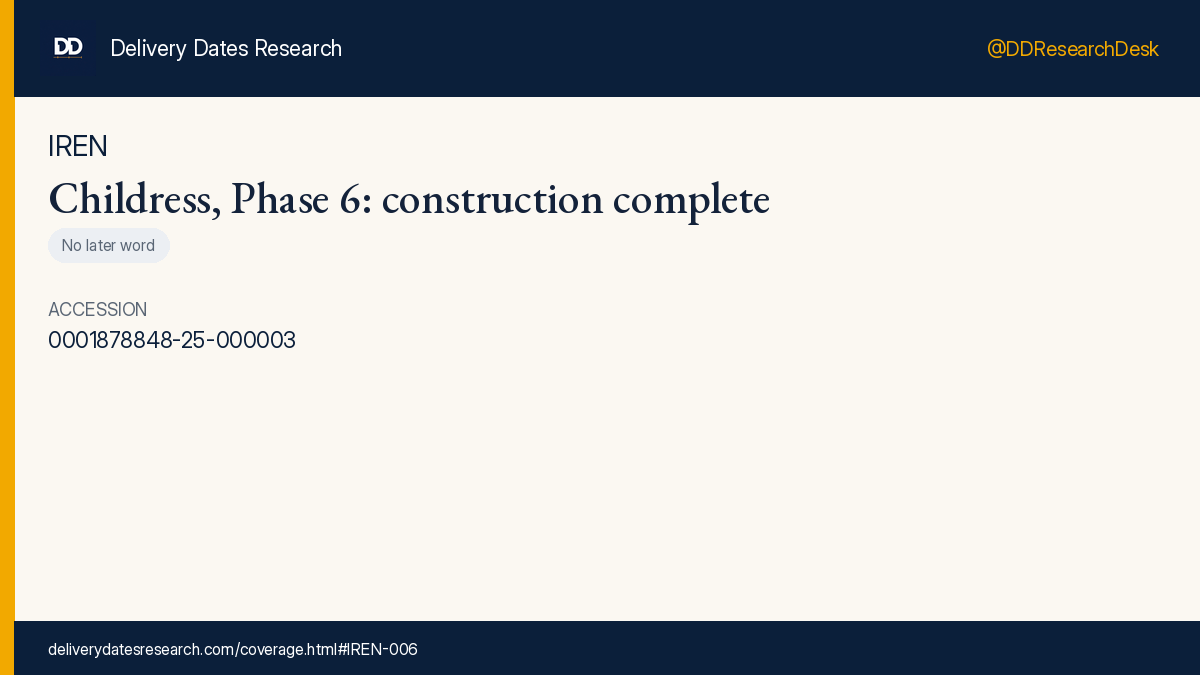 DD
Delivery Dates Research
@DDResearchDesk
IREN
Childress, Phase 6: construction complete
No later word
ACCESSION
0001878848-25-000003
deliverydatesresearch.com/coverage.html#IREN-006